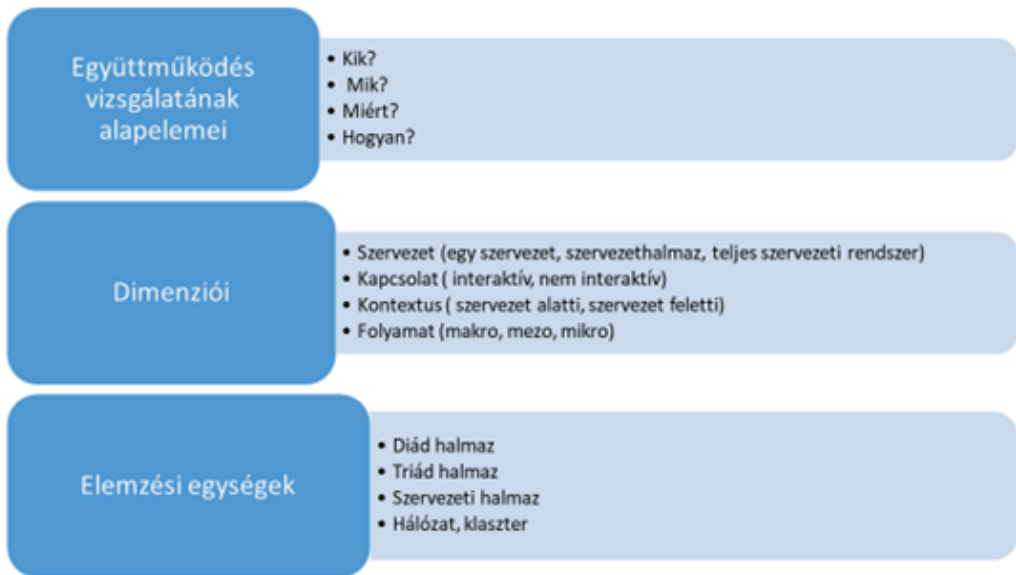 Együttműködés
vizsgálatának
alapelemei
• Kik?
• Mik?
• Miért?
• Hogyan?
Dimenziói
• Szervezet (egy szervezet, szervezethalmaz, teljes szervezeti rendszer)
• Kapcsolat ( interaktív, nem interaktív)
• Kontextus ( szervezet alatti, szervezet feletti)
• Folyamat (makro, mezo, mikro)
Elemzési egységek
• Diád halmaz
• Triád halmaz
• Szervezeti halmaz
• Hálózat, klaszter